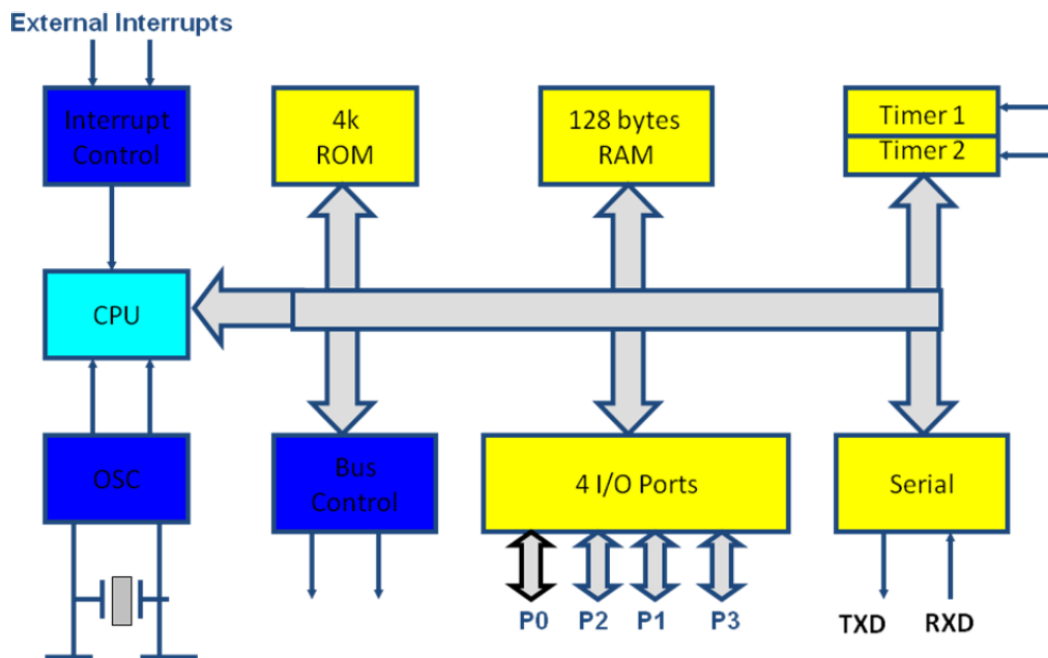 External Interrupts
Interrupt
Control
4k
ROM
128 bytes
RAM
Timer 1
Timer 2
CPU
OSC
Bus
Control
4 I/O Ports
Serial
P0 P2 P1 P3
TXD RXD